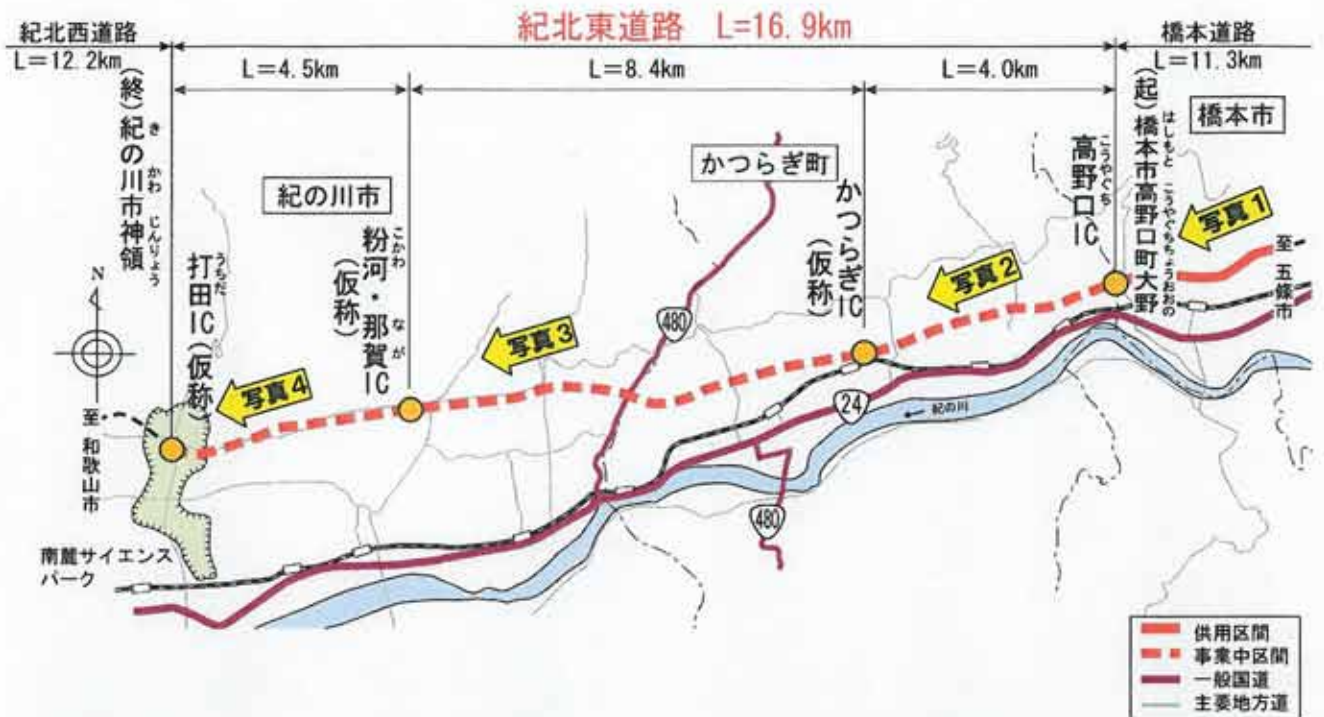 紀北西道路
紀北東道路 L=16.9km
橋本道路
L=12.2km
L=4.5km
L=8.4km
L=4.0km
L=11.3km
(終)紀の川市神領
き かわ じんりょう
紀の川市
打田IC(仮称)
うちだ
粉河・那賀IC
こかわ なが
(仮称)
かつらぎ町
かつらぎIC
(仮称)
高野口IC
こうやぐち
(起)橋本市高野口町大野
はしもと こうやぐちちょうおおの
橋本市
写真1
写真2
写真3
写真4
至 五條市
N
至 和歌山市
480
24
紀の川
480
南麓サイエンス
パーク
供用区間
事業中区間
一般国道
主要地方道